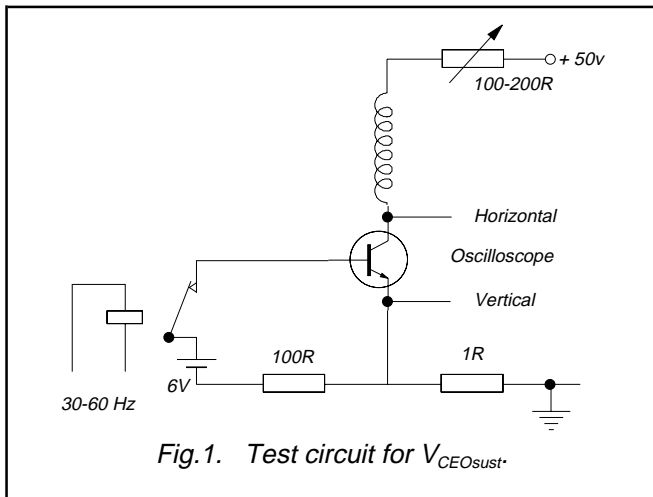 + 50v
100-200R
Horizontal
Oscilloscope
Vertical
100R
1R
6V
30-60 Hz
Fig.1. Test circuit for VCEOsust.